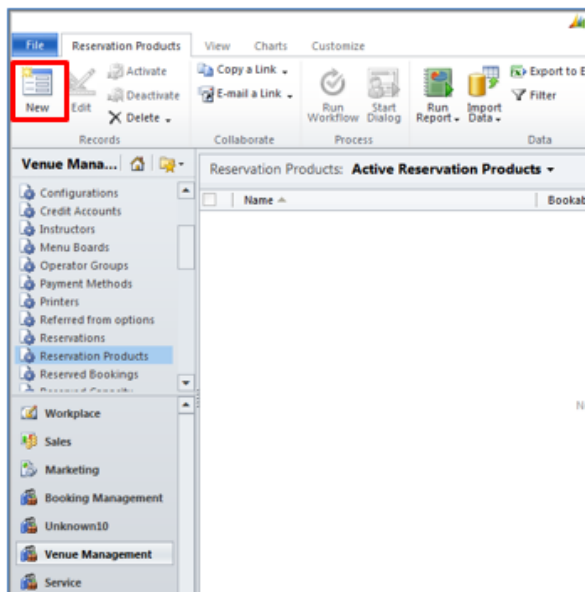 File Reservation Products View Charts Customize
New
Edit
Activate
Deactivate
Delete
Records
Copy a Link
E-mail a Link
Collaborate
Run Workflow
Start Dialog
Process
Run Report
Import Data
Export to E
Filter
Data
Venue Mana...
Reservation Products: Active Reservation Products
Name
Bookab
Configurations
Credit Accounts
Instructors
Menu Boards
Operator Groups
Payment Methods
Printers
Referred from options
Reservations
Reservation Products
Reserved Bookings
Reserved Capacity
N
Workplace
Sales
Marketing
Booking Management
Unknown10
Venue Management
Service